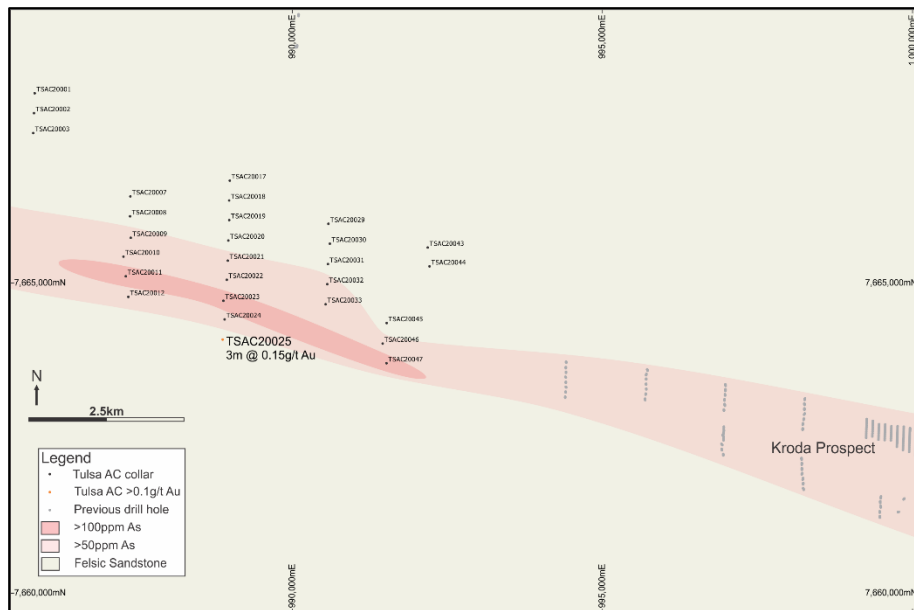 990,000mE
995,000mE
1,000,000mE
TSAC20001
TSAC20002
TSAC20003
TSAC20017
TSAC20007
TSAC20018
TSAC20008
TSAC20019
TSAC20029
TSAC20009
TSAC20020
TSAC20030
TSAC20043
TSAC20010
TSAC20021
TSAC20031
TSAC20044
TSAC20011
TSAC20022
TSAC20032
7,665,000mN
7,665,000mN
TSAC20012
TSAC20023
TSAC20033
TSAC20024
TSAC20045
TSAC20025
3m @ 0.15g/t Au
TSAC20046
TSAC20047
N
2.5km
Kroda Prospect
Legend
Tulsa AC collar
Tulsa AC >0.1g/t Au
Previous drill hole
>100ppm As
>50ppm As
Felsic Sandstone
7,660,000mN
7,660,000mN
990,000mE
995,000mE
1,000,000mE